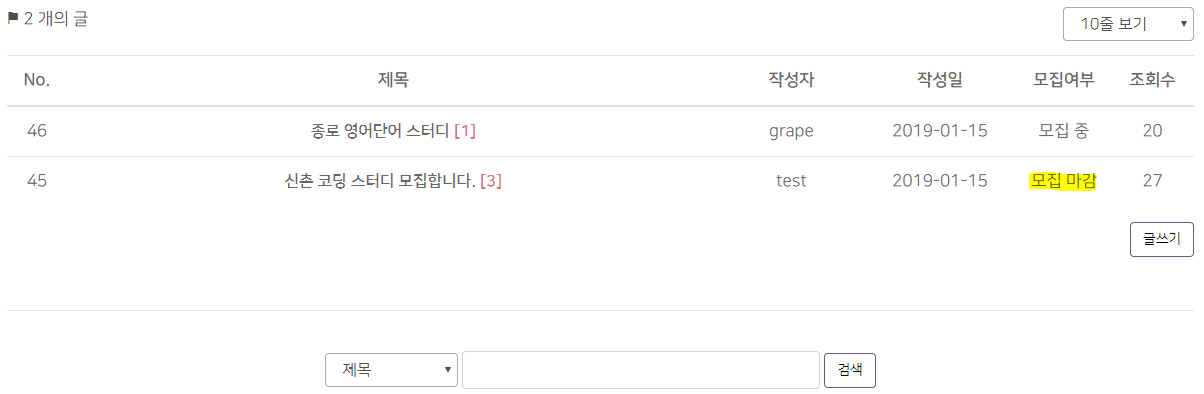 2 개의 글
10줄 보기
No. 제목 작성자 작성일 모집여부 조회수
46 종로 영어단어 스터디 [1] grape 2019-01-15 모집 중 20
45 신촌 코딩 스터디 모집합니다. [3] test 2019-01-15 모집 마감 27
글쓰기
제목 검색